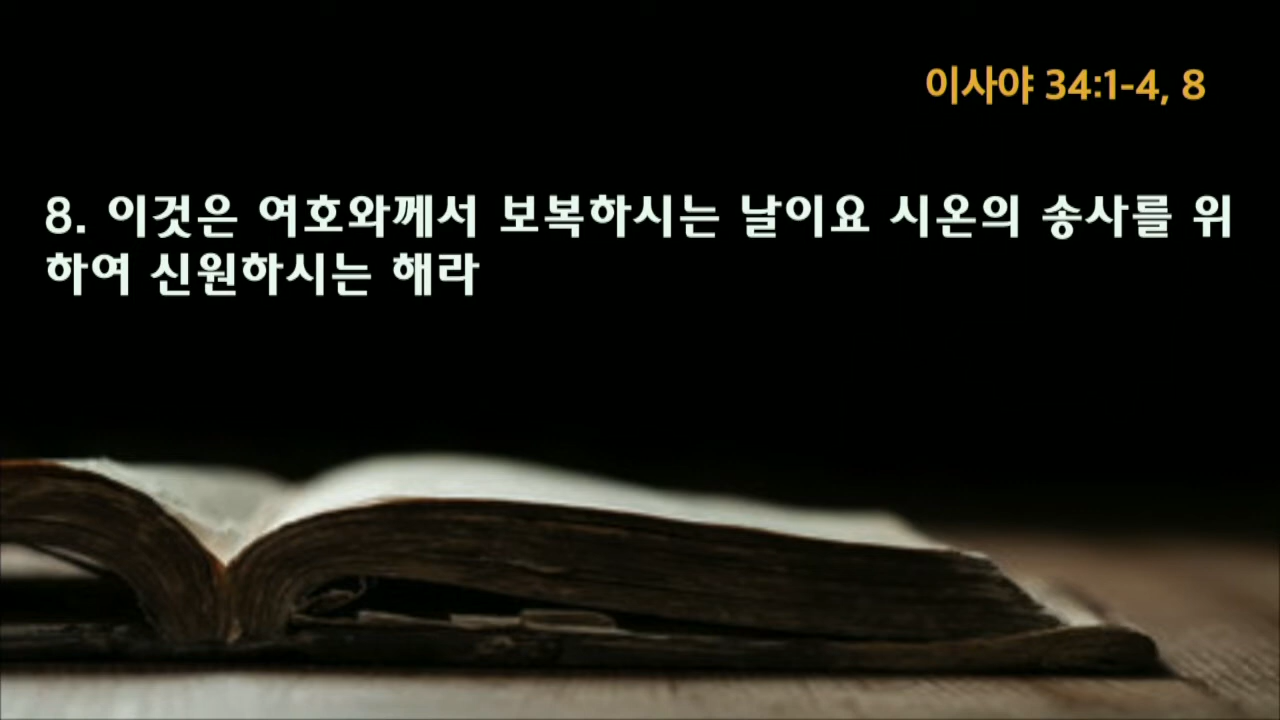 이사야 34:1-4, 8
8. 이것은 여호와께서 보복하시는 날이요 시온의 송사를 위
하여 신원하시는 해라